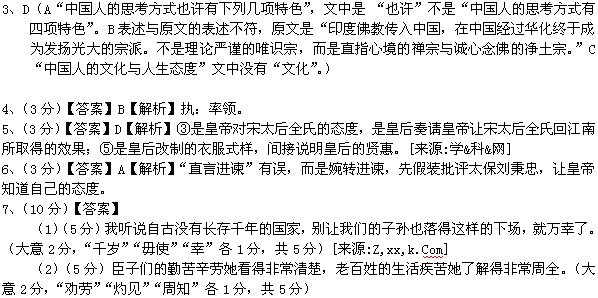 3、D（A“中国人的思考方式也许有下列几项特色”，文中是 “也许”不是“中国人的思考方式有
四项特色”。B表述与原文的表述不符，原文是“印度佛教传入中国，在中国经过华化终于成
为发扬光大的宗派。不是理论严谨的唯识宗，而是直指心境的禅宗与诚心念佛的净土宗。”C
“中国人的文化与人生态度”文中没有“文化”。）
4、（3分）【答案】B【解析】执：率领。
5、（3分）【答案】D【解析】③是皇帝对宋太后全氏的态度，是皇后奏请皇帝让宋太后全氏回江南
所取得的效果；⑤是皇后改制的衣服式样，间接说明皇后的贤惠。[来源:学&科&网]
6、（3分）【答案】A【解析】“直言进谏”有误，而是婉转进谏，先假装批评太保刘秉忠，让皇帝
知道自己的态度。
7、（10分）【答案】
（1）（5分）我听说自古没有长存千年的国家，别让我们的子孙也落得这样的下场，就万幸了。
（大意2分，“千岁”“毋使”“幸”各1分，共5分）[来源:Z,xx,k.Com]
（2）（5分）臣子们的勤苦辛劳她看得非常清楚，老百姓的生活疾苦她了解得非常周全。（大
意2分，“劝劳”“灼见”“周知”各1分，共5分）